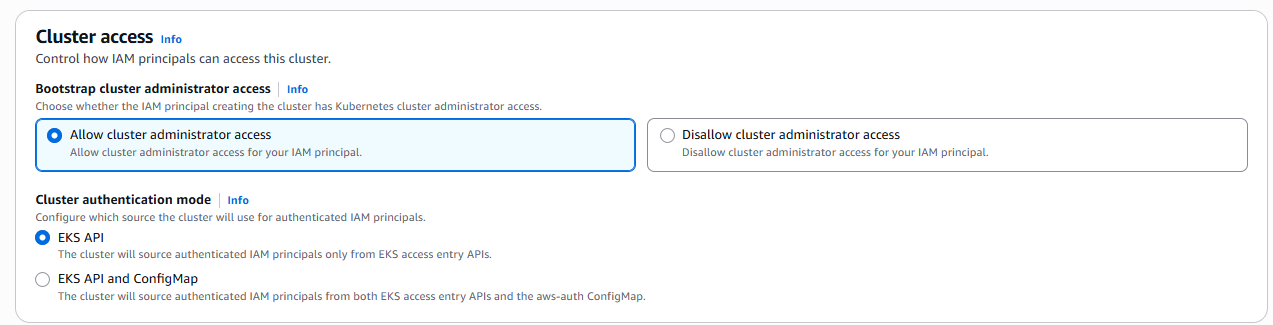 Cluster access Info
Control how IAM principals can access this cluster.
Bootstrap cluster administrator access Info
Choose whether the IAM principal creating the cluster has Kubernetes cluster administrator access.
Allow cluster administrator access
Allow cluster administrator access for your IAM principal.
Disallow cluster administrator access
Disallow cluster administrator access for your IAM principal.
Cluster authentication mode Info
Configure which source the cluster will use for authenticated IAM principals.
EKS API
The cluster will source authenticated IAM principals only from EKS access entry APIs.
EKS API and ConfigMap
The cluster will source authenticated IAM principals from both EKS access entry APIs and the aws-auth ConfigMap.